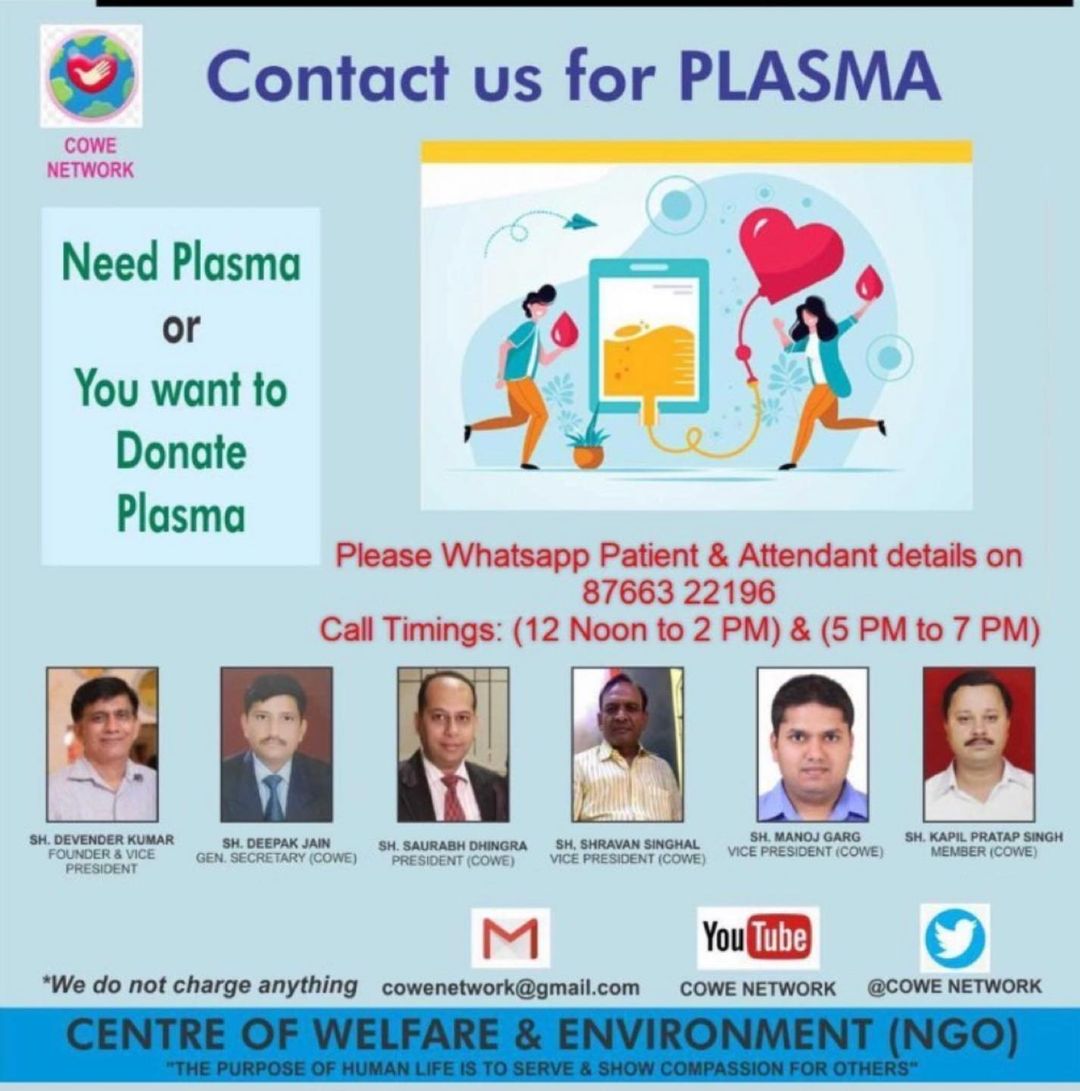 COWE
NETWORK
Contact us for PLASMA
Need Plasma
or
You want to
Donate
Plasma
Please Whatsapp Patient & Attendant details on
87663 22196
Call Timings: (12 Noon to 2 PM) & (5 PM to 7 PM)
SH. DEVENDER KUMAR
FOUNDER & VICE
PRESIDENT
SH. DEEPAK JAIN
GEN. SECRETARY (COWE)
SH. SAURABH DHINGRA
PRESIDENT (COWE)
SH, SHRAVAN SINGHAL
VICE PRESIDENT (COWE)
SH. MANOJ GARG
VICE PRESIDENT (COWE)
SH. KAPIL PRATAP SINGH
MEMBER (COWE)
*We do not charge anything
cowenetwork@gmail.com
YouTube
COWE NETWORK
@COWE NETWORK
CENTRE OF WELFARE & ENVIRONMENT (NGO)
"THE PURPOSE OF HUMAN LIFE IS TO SERVE & SHOW COMPASSION FOR OTHERS"